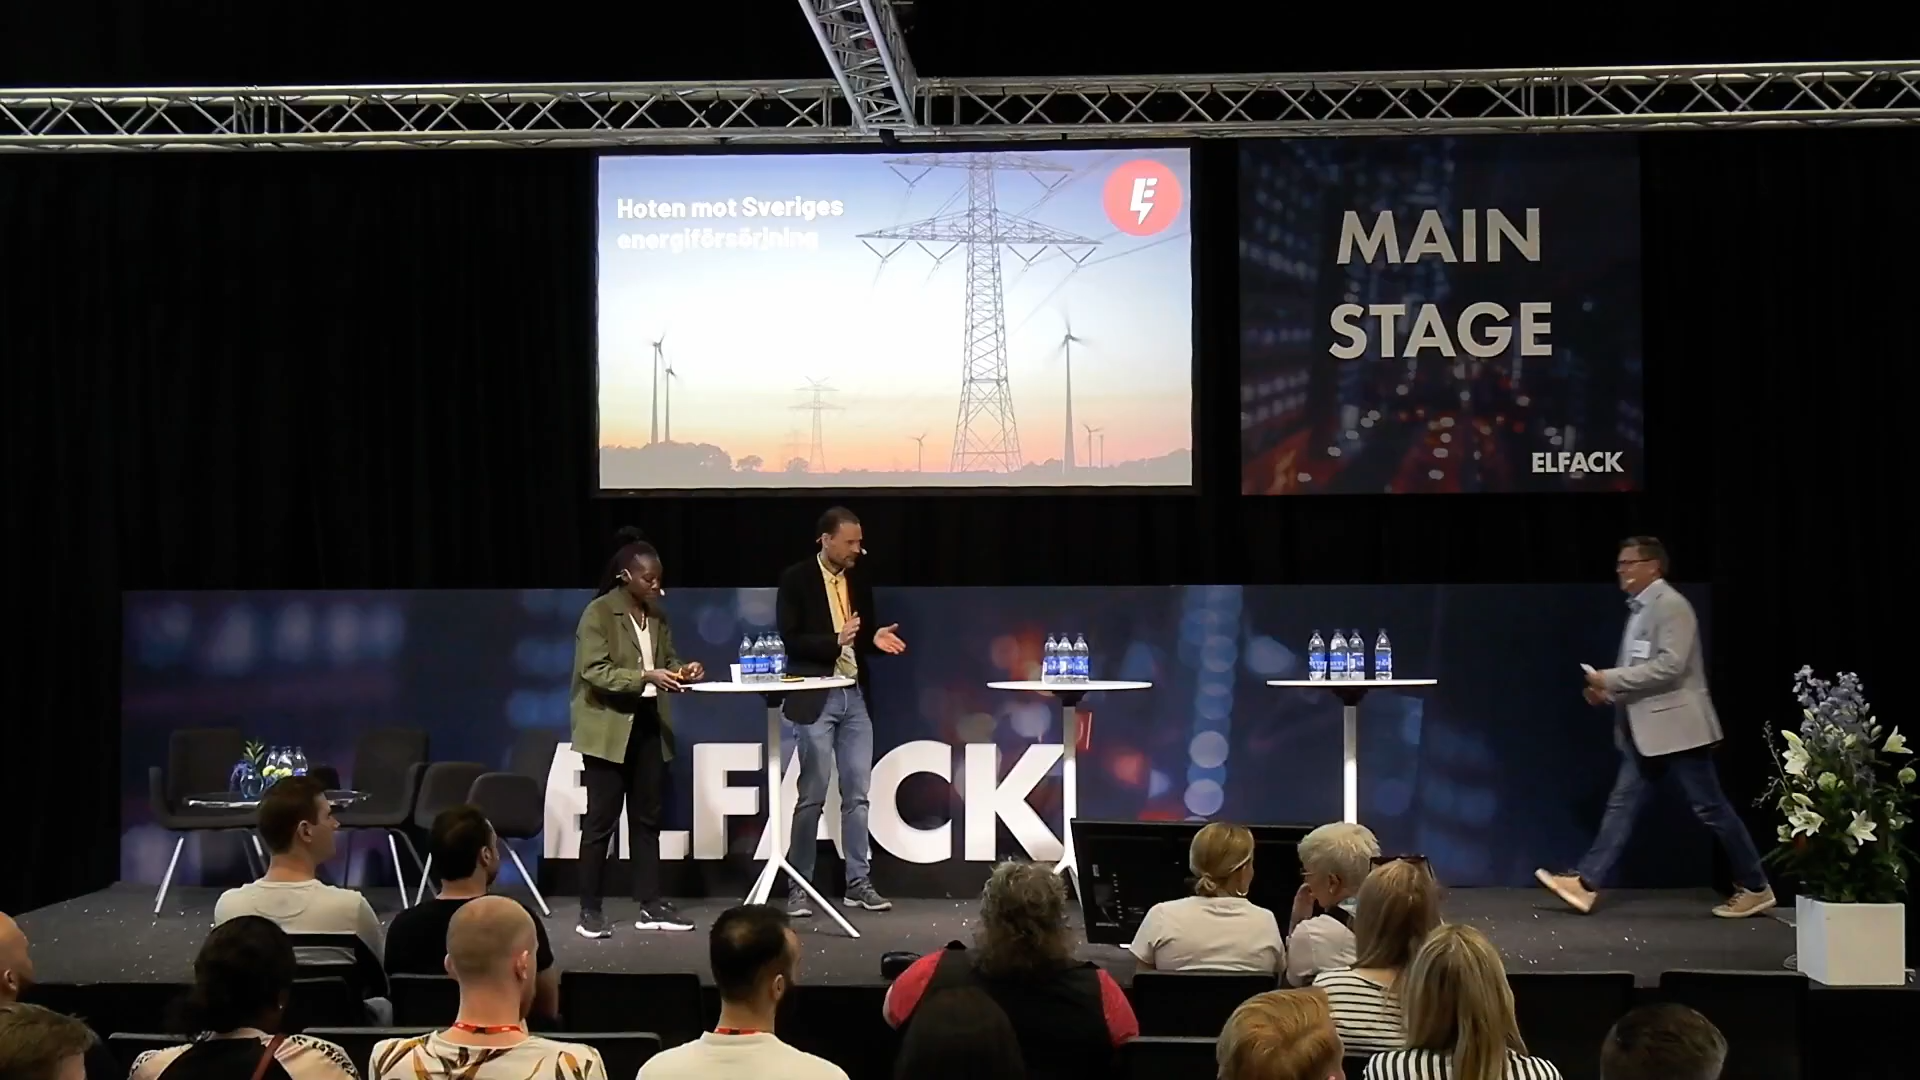 Hoten mot Sveriges
energiförsörjning
MAIN
STAGE
ELFACK
ELFACK